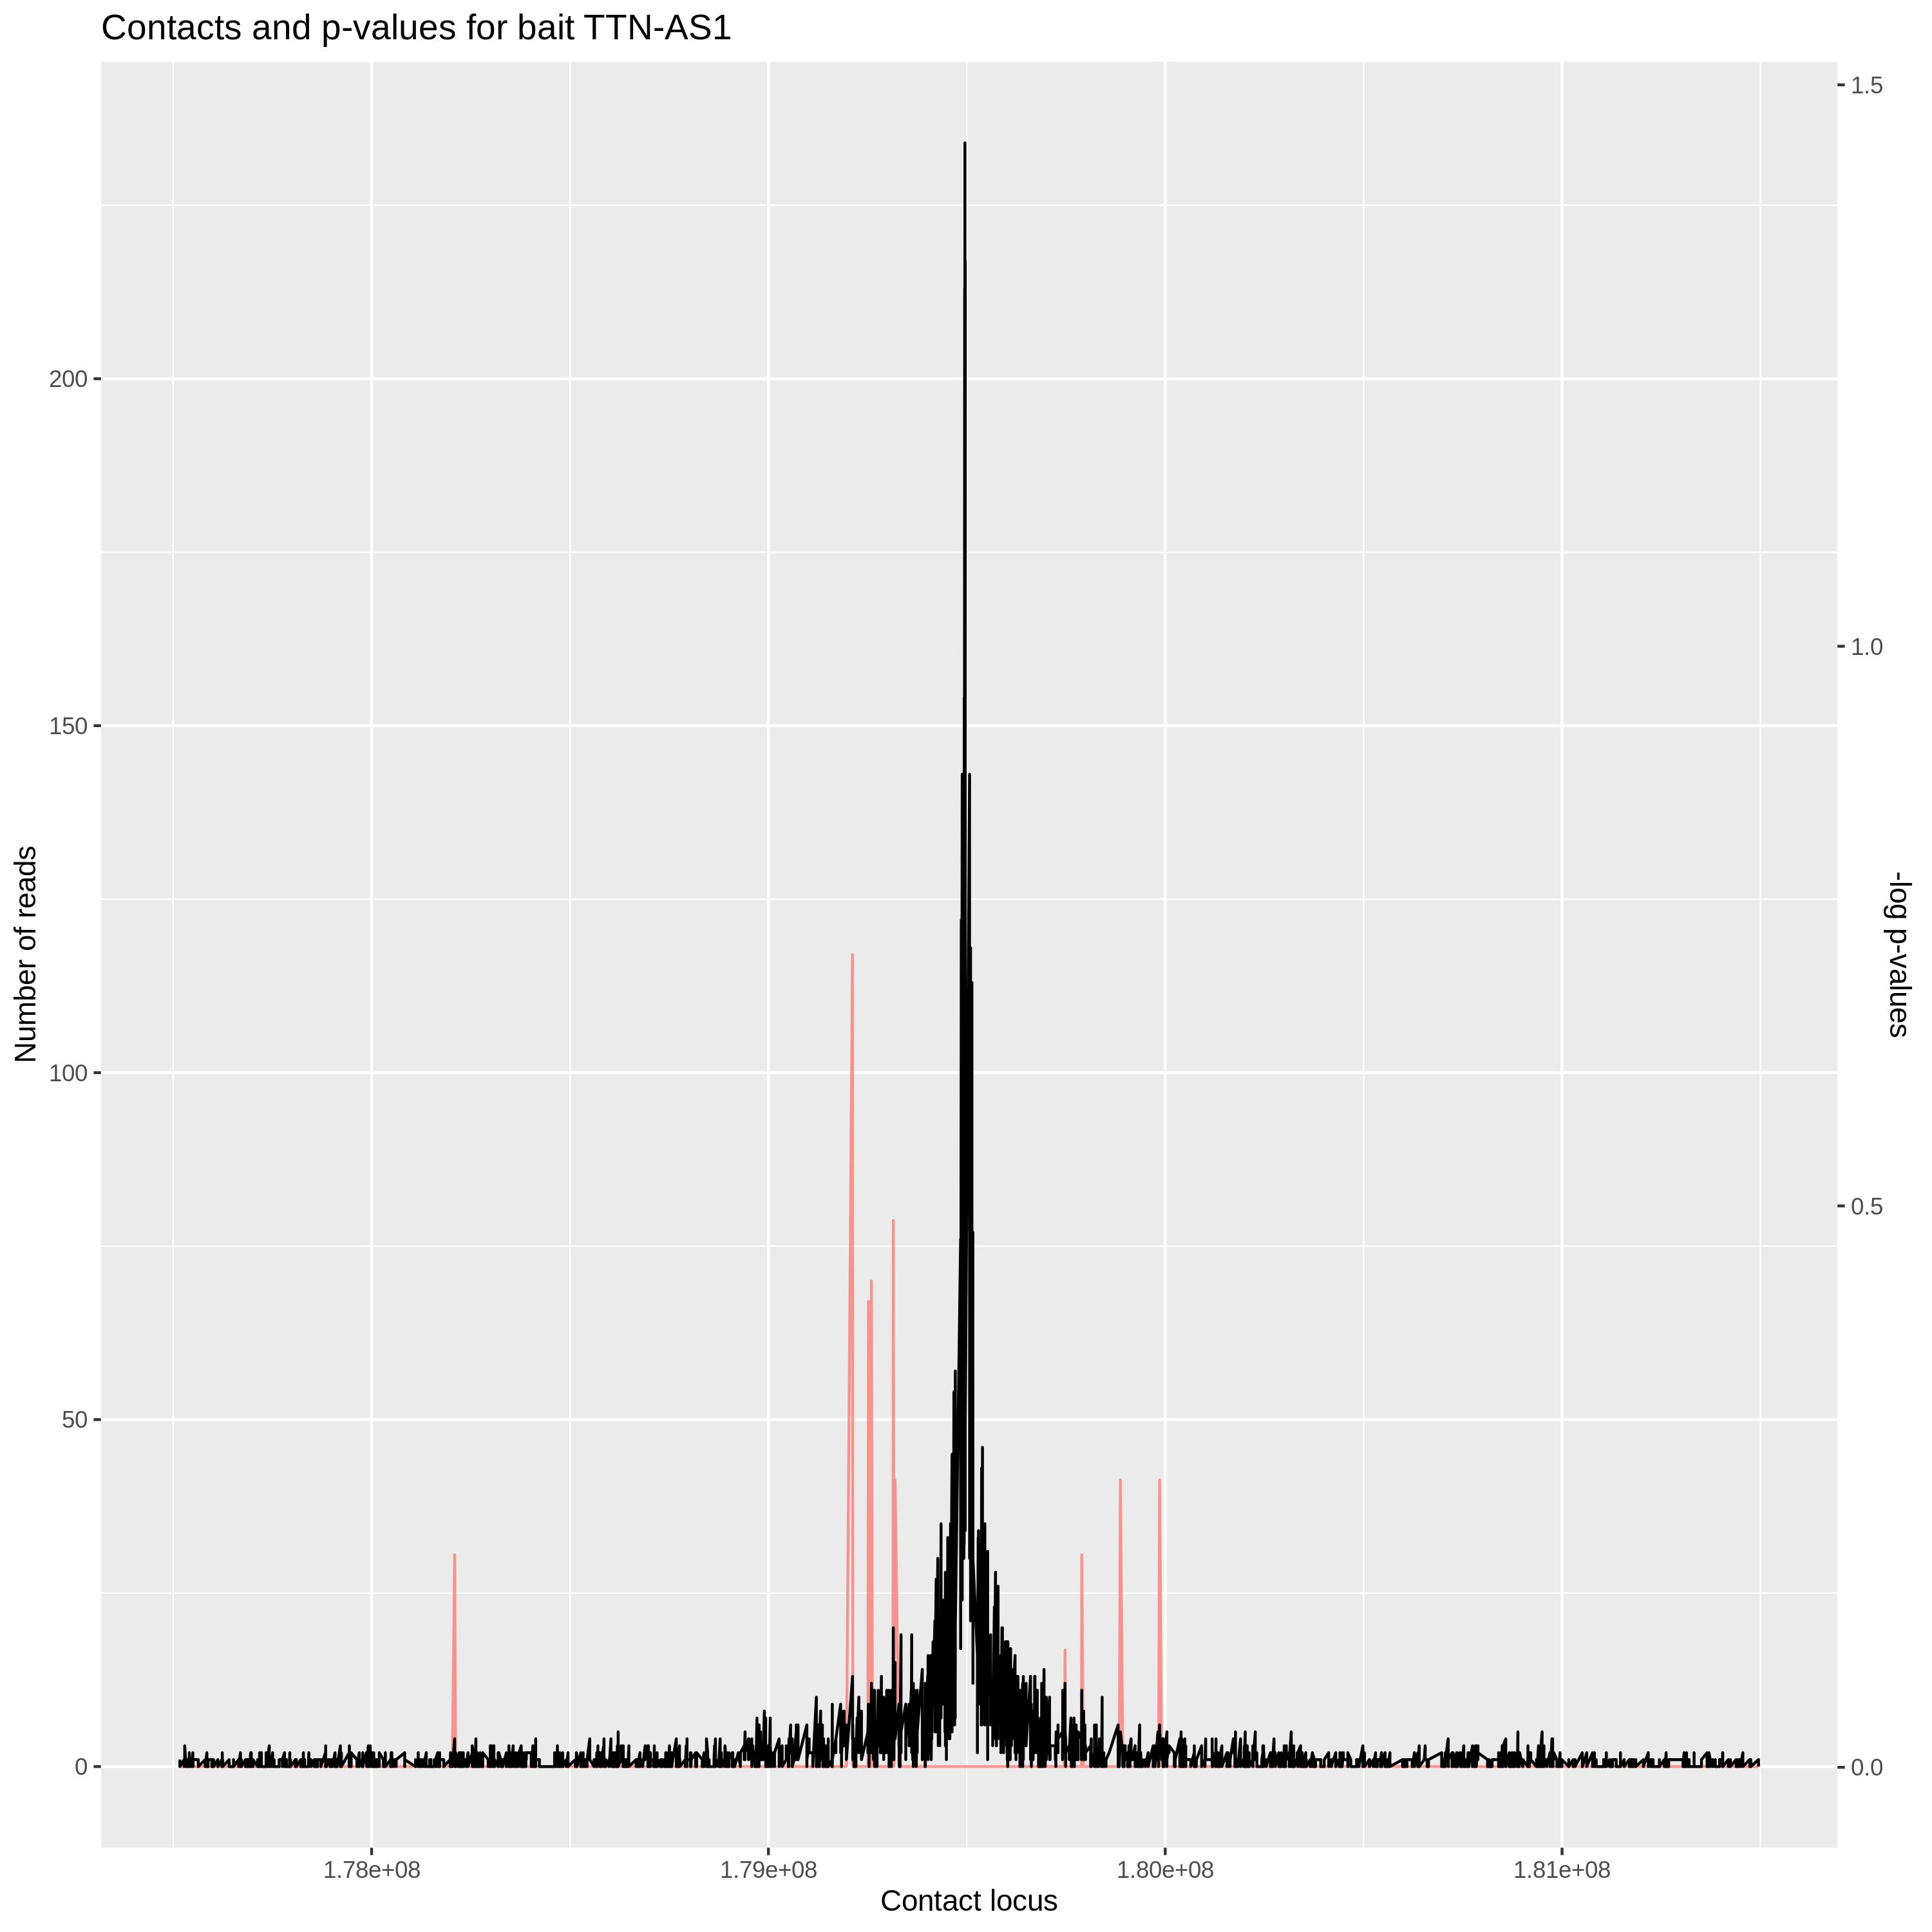 Contacts and p-values for bait TTN-AS1
Number of reads
200
150
100
50
0
1.5
1.0
0.5
0.0
-log p-values
1.78e+08
1.79e+08
1.80e+08
1.81e+08
Contact locus